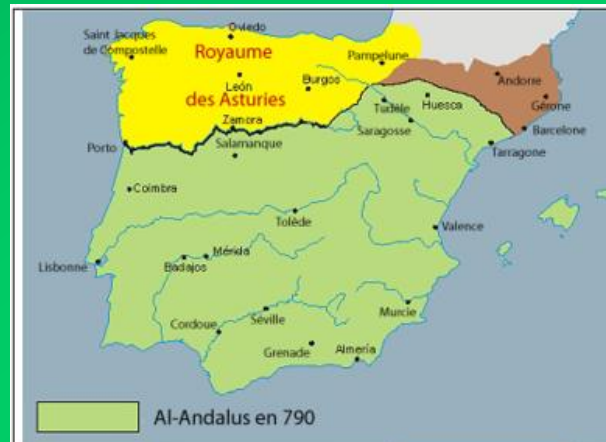 Oviedo
Saint Jacques
de Compostelle
Royaume
Pampelune
León
Burgos
Andorre
des Asturies
Tudèle
Huesca
Gérone
Zamora
Saragosse
Barcelone
Porto
Salamanque
Tarragone
Coimbra
Tolède
Valence
Lisbonne
Badajos
Mérida
Murcie
Cordoue
Séville
Grenade
Almería
Al-Andalus en 790